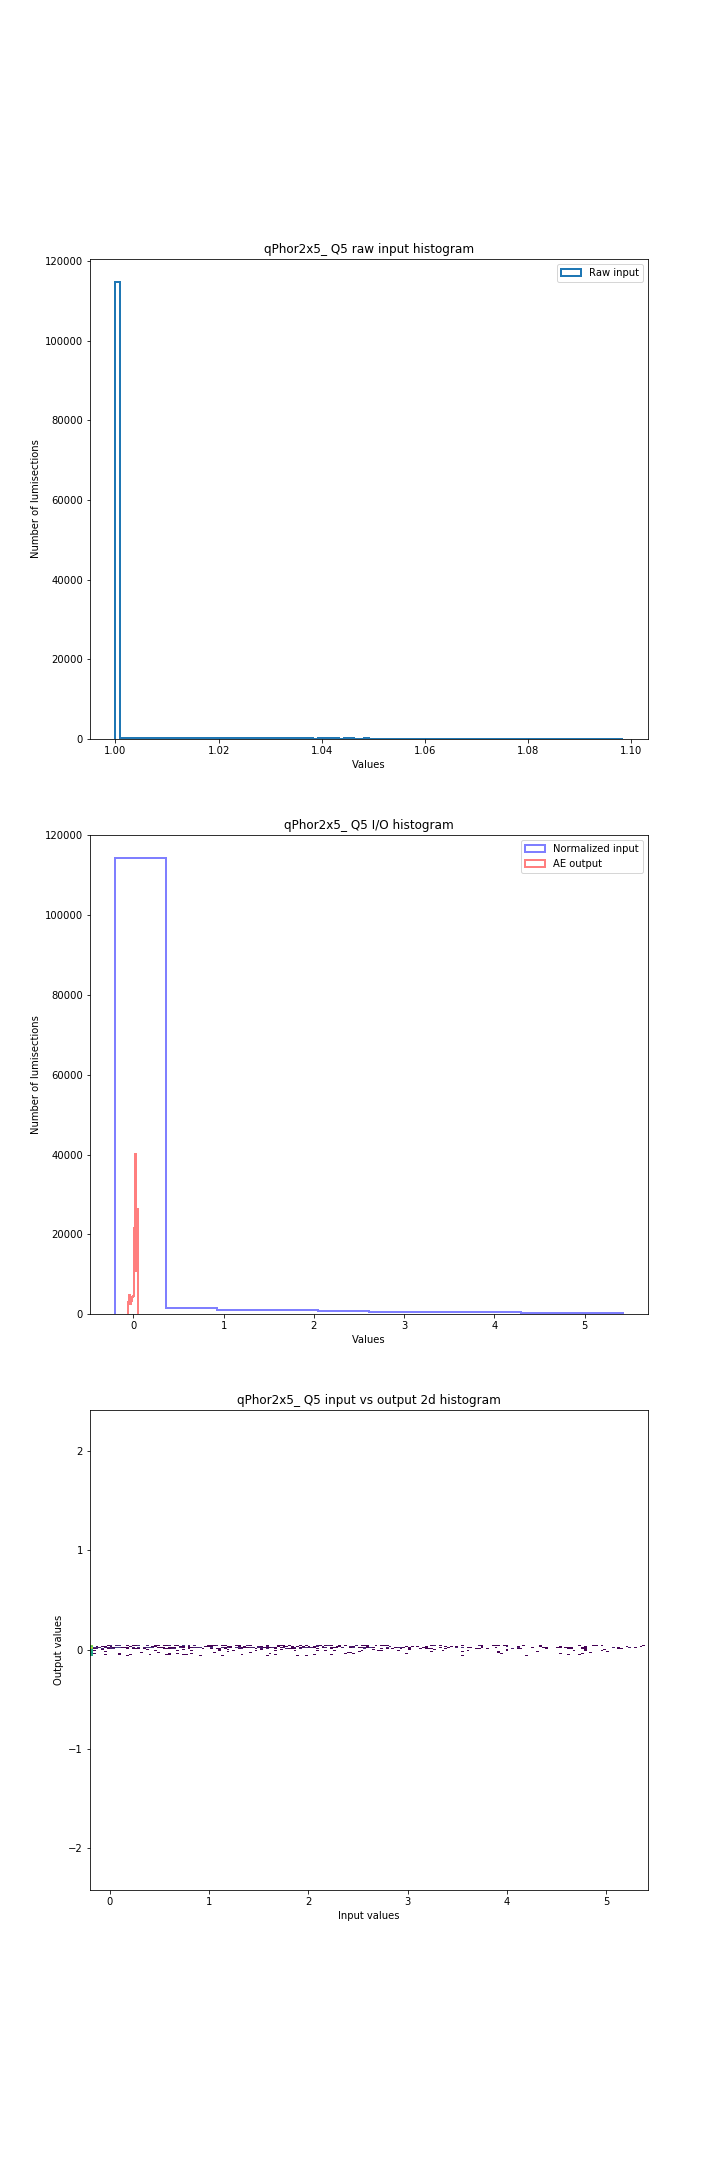 qPhor2x5_ Q5 raw input histogram
120000
100000
80000
60000
40000
20000
0
Number of lumisections
Raw input
1.00 1.02 1.04 1.06 1.08 1.10
Values
qPhor2x5_ Q5 I/O histogram
120000
100000
80000
60000
40000
20000
0
Number of lumisections
Normalized input
AE output
0 1 2 3 4 5
Values
qPhor2x5_ Q5 input vs output 2d histogram
2
1
0
−1
−2
Output values
0 1 2 3 4 5
Input values